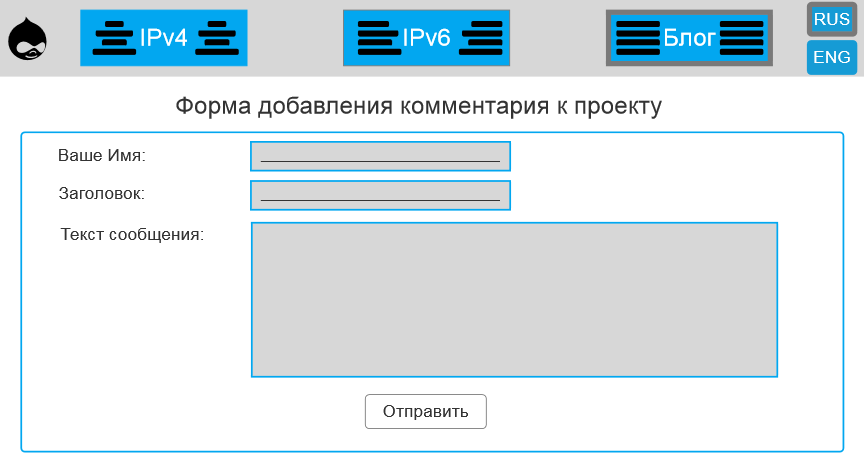 IPv4
IPv6
Блог
RUS
ENG
Форма добавления комментария к проекту
Ваше Имя:
Заголовок:
Текст сообщения:
Отправить